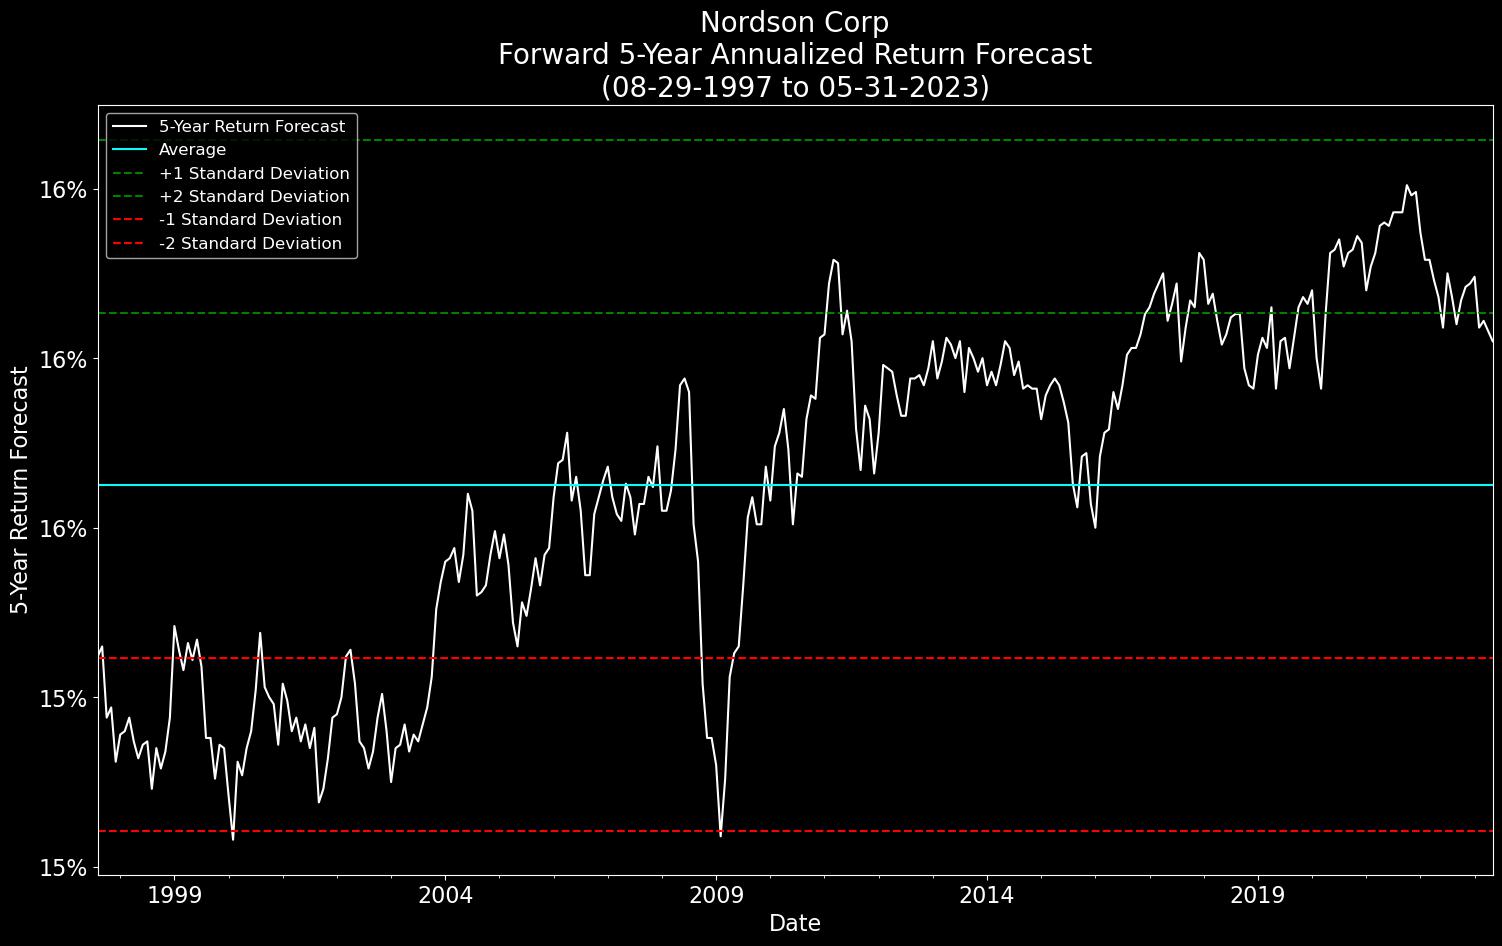 Nordson Corp
Forward 5-Year Annualized Return Forecast
(08-29-1997 to 05-31-2023)
5-Year Return Forecast
Average
+1 Standard Deviation
+2 Standard Deviation
-1 Standard Deviation
-2 Standard Deviation
16%
16%
16%
15%
15%
5-Year Return Forecast
1999
2004
2009
2014
2019
Date